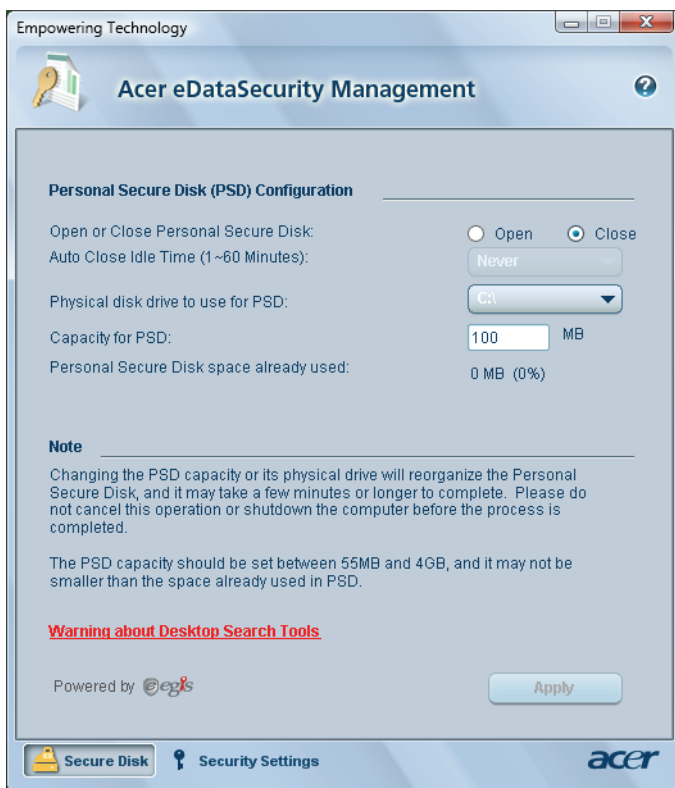 Empowering Technology
Acer eDataSecurity Management
?
Personal Secure Disk (PSD) Configuration
Open or Close Personal Secure Disk: Open Close
Auto Close Idle Time (1~60 Minutes): Never
Physical disk drive to use for PSD: C:\
Capacity for PSD: 100 MB
Personal Secure Disk space already used: 0 MB (0%)
Note
Changing the PSD capacity or its physical drive will reorganize the Personal
Secure Disk, and it may take a few minutes or longer to complete. Please do
not cancel this operation or shutdown the computer before the process is
completed.
The PSD capacity should be set between 55MB and 4GB, and it may not be
smaller than the space already used in PSD.
Warning about Desktop Search Tools
Powered by egis Apply
Secure Disk Security Settings acer